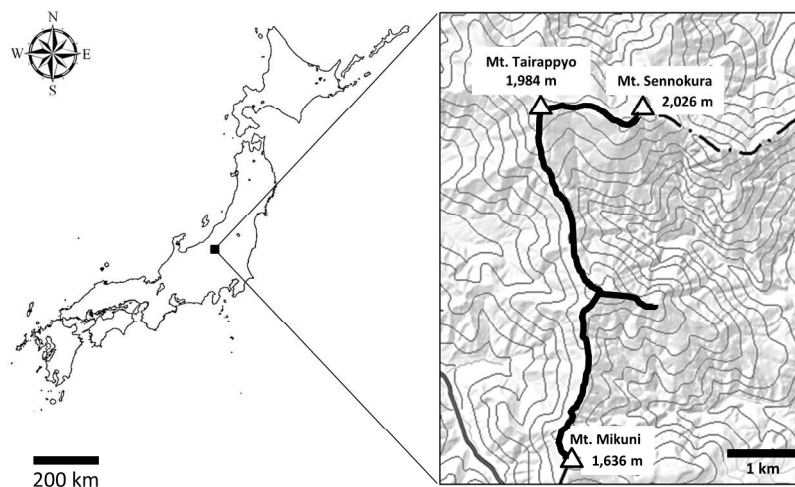 N
W E
S
200 km
Mt. Tairappyo
1,984 m
Mt. Sennokura
2,026 m
Mt. Mikuni
1,636 m
1 km